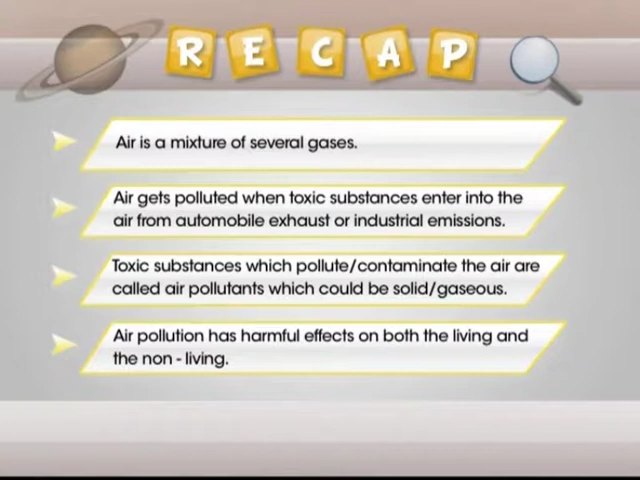 RECAP
Air is a mixture of several gases.
Air gets polluted when toxic substances enter into the
air from automobile exhaust or industrial emissions.
Toxic substances which pollute/contaminate the air are
called air pollutants which could be solid/gaseous.
Air pollution has harmful effects on both the living and
the non - living.